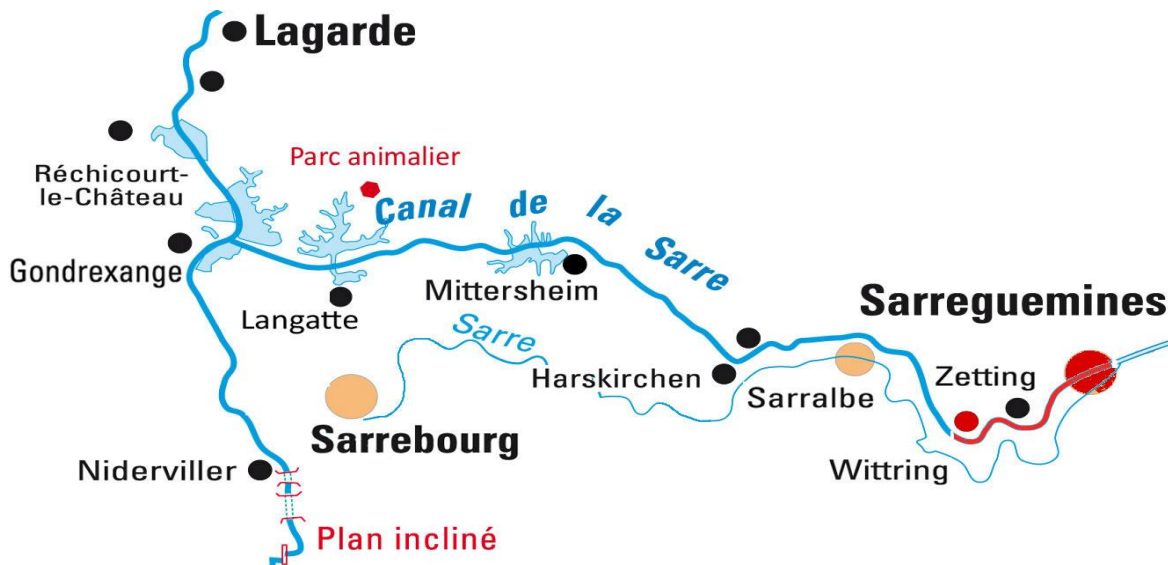 Lagarde
Réchicourt-
le-Château
Parc animalier
Canal de la Sarre
Gondrexange
Langatte
Mittersheim
Sarre
Sarreguemines
Harskirchen
Sarralbe
Zetting
Wittring
Sarrebourg
Niderviller
Plan incliné